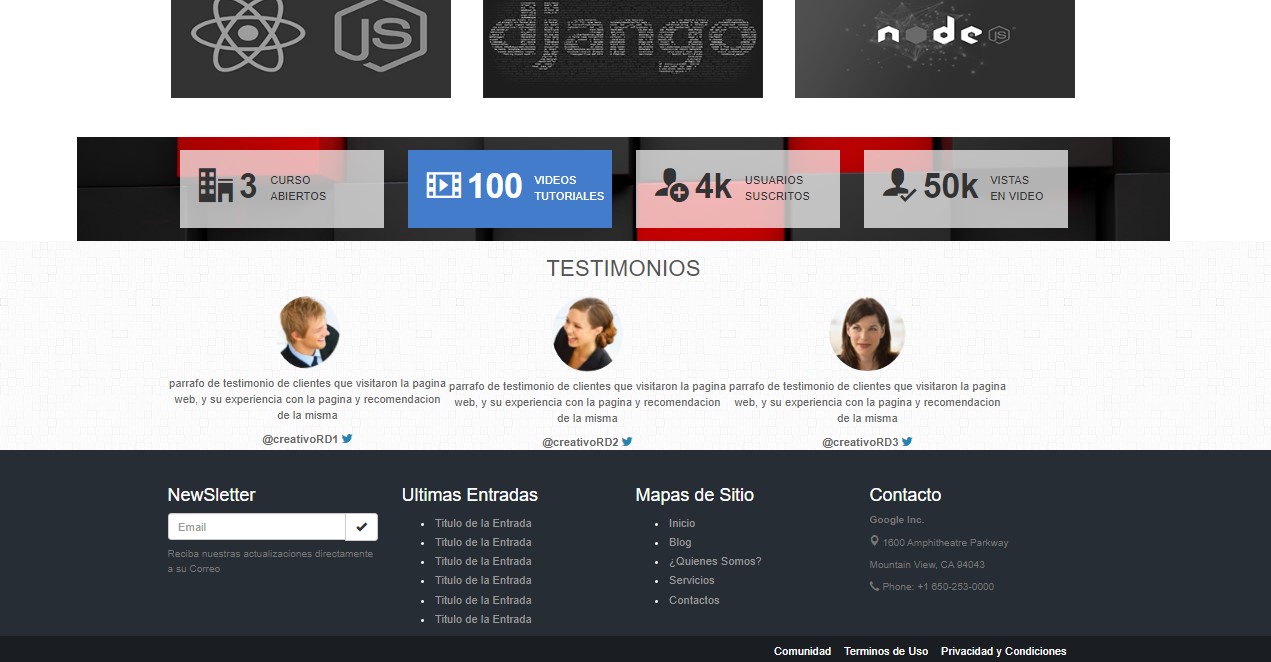 JS
django
node JS
3 CURSO
ABIERTOS
100 VIDEOS
TUTORIALES
4k USUARIOS
SUSCRITOS
50k VISTAS
EN VIDEO
TESTIMONIOS
parrafo de testimonio de clientes que visitaron la pagina
web, y su experiencia con la pagina y recomendacion
de la misma
@creativoRD1
parrafo de testimonio de clientes que visitaron la pagina
web, y su experiencia con la pagina y recomendacion
de la misma
@creativoRD2
parrafo de testimonio de clientes que visitaron la pagina
web, y su experiencia con la pagina y recomendacion
de la misma
@creativoRD3
NewSletter
Email
Reciba nuestras actualizaciones directamente
a su Correo
Ultimas Entradas
Titulo de la Entrada
Titulo de la Entrada
Titulo de la Entrada
Titulo de la Entrada
Titulo de la Entrada
Titulo de la Entrada
Mapas de Sitio
Inicio
Blog
¿Quienes Somos?
Servicios
Contactos
Contacto
Google Inc.
1600 Amphitheatre Parkway
Mountain View, CA 94043
Phone: +1 650-253-0000
Comunidad Terminos de Uso Privacidad y Condiciones